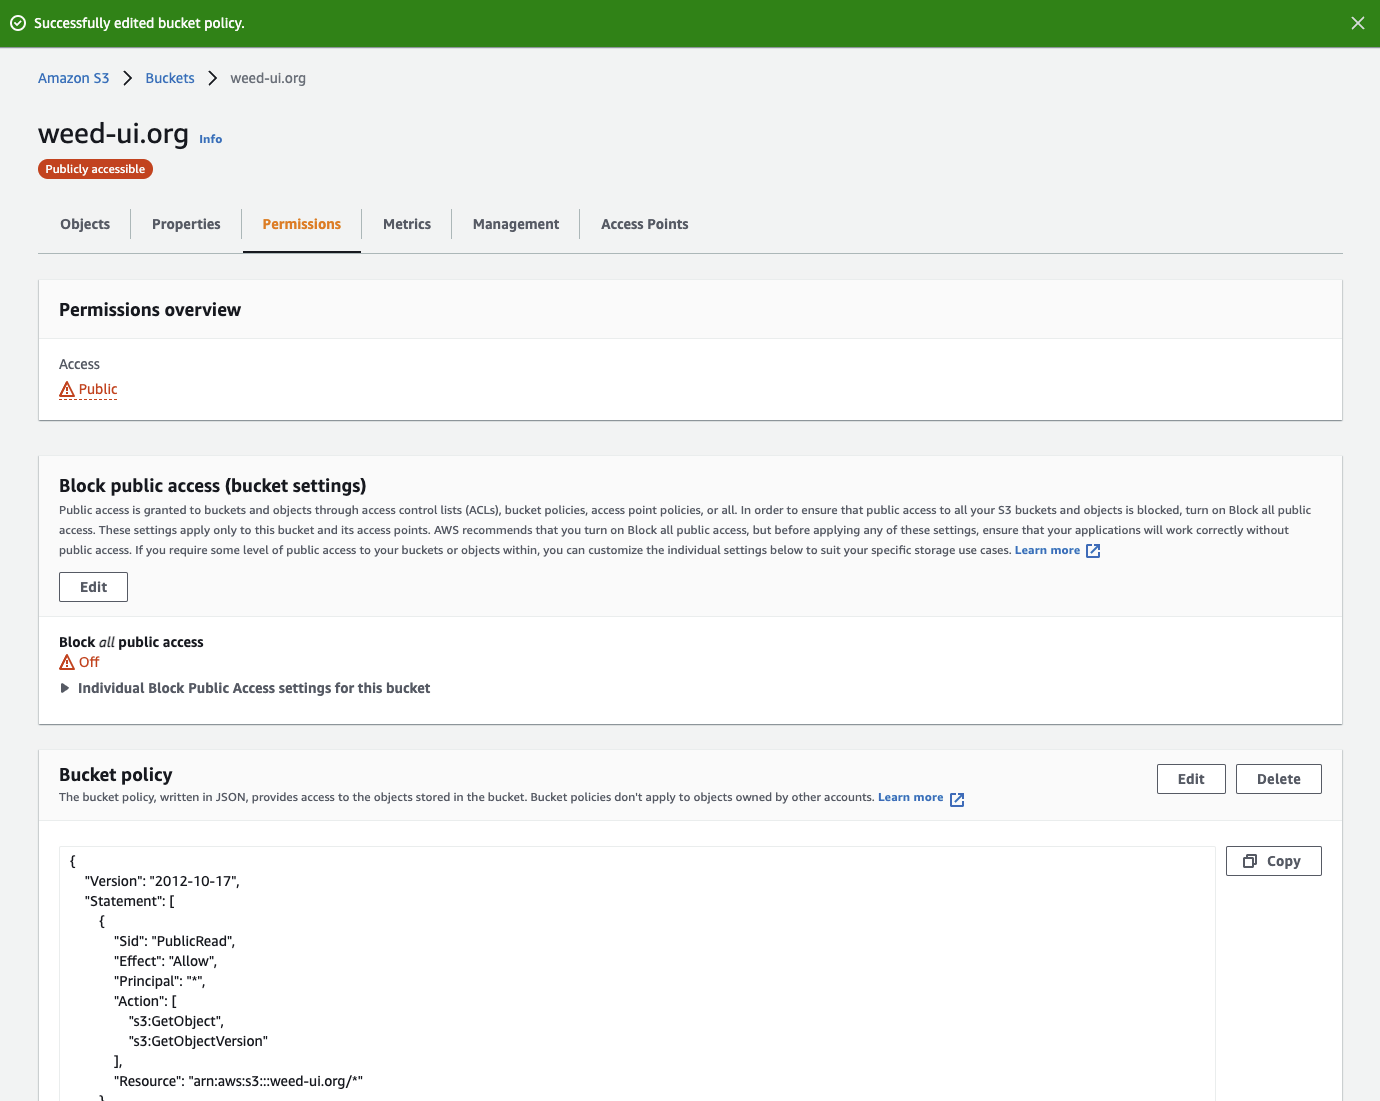 Successfully edited bucket policy.
Amazon S3 Buckets weed-ui.org
weed-ui.org Info
Publicly accessible
Objects Properties Permissions Metrics Management Access Points
Permissions overview
Access
Public
Block public access (bucket settings)
Public access is granted to buckets and objects through access control lists (ACLs), bucket policies, access point policies, or all. In order to ensure that public access to all your S3 buckets and objects is blocked, turn on Block all public
access. These settings apply only to this bucket and its access points. AWS recommends that you turn on Block all public access, but before applying any of these settings, ensure that your applications will work correctly without
public access. If you require some level of public access to your buckets or objects within, you can customize the individual settings below to suit your specific storage use cases. Learn more
Edit
Block all public access
Off
Individual Block Public Access settings for this bucket
Bucket policy
Edit Delete
The bucket policy, written in JSON, provides access to the objects stored in the bucket. Bucket policies don't apply to objects owned by other accounts. Learn more
Copy
{
"Version": "2012-10-17",
"Statement": [
{
"Sid": "PublicRead",
"Effect": "Allow",
"Principal": "*",
"Action": [
"s3:GetObject",
"s3:GetObjectVersion"
],
"Resource": "arn:aws:s3:::weed-ui.org/*"
}